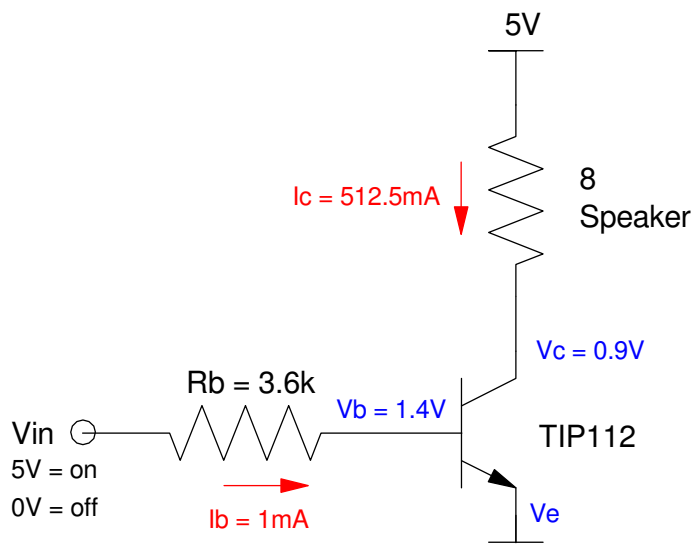 5V
8
Speaker
Ic = 512.5mA
Vc = 0.9V
Rb = 3.6k
Vb = 1.4V
Vin
TIP112
5V = on
0V = off
Ib = 1mA
Ve